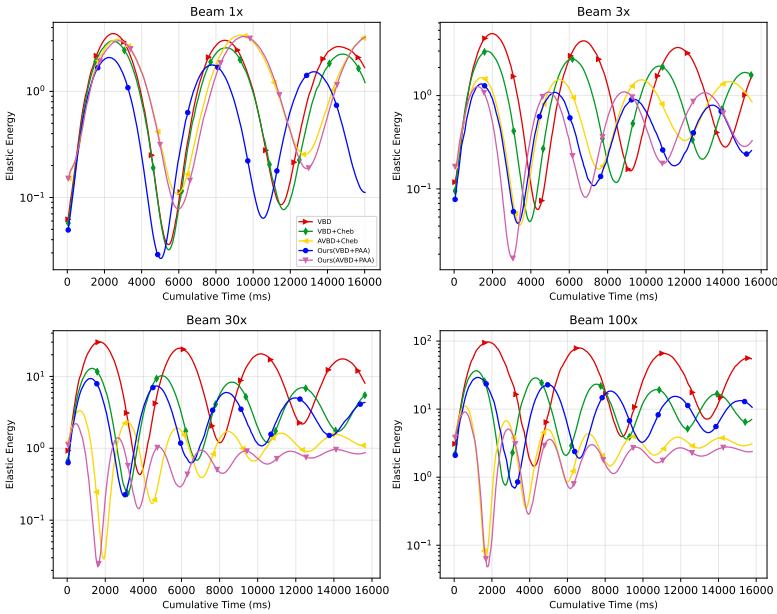 Beam 1x
Elastic Energy
10⁰
10⁻¹
0 2000 4000 6000 8000 10000 12000 14000 16000
Cumulative Time (ms)
VBD
VBD+Cheb
AVBD+Cheb
Ours(VBD+PAA)
Ours(AVBD+PAA)
Beam 3x
Elastic Energy
10⁰
10⁻¹
0 2000 4000 6000 8000 10000 12000 14000 16000
Cumulative Time (ms)
Beam 30x
Elastic Energy
10¹
10⁰
10⁻¹
0 2000 4000 6000 8000 10000 12000 14000 16000
Cumulative Time (ms)
Beam 100x
Elastic Energy
10²
10¹
10⁰
10⁻¹
0 2000 4000 6000 8000 10000 12000 14000 16000
Cumulative Time (ms)